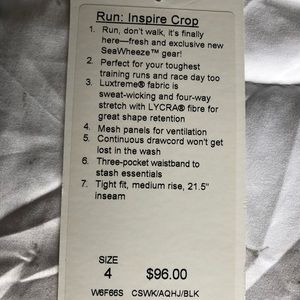 Run: Inspire Crop
1. Run, don't walk, it's finally
here—fresh and exclusive new
SeaWheeze™ gear!
2. Perfect for your toughest
training runs and race day too
3. Luxtreme® fabric is
sweat-wicking and four-way
stretch with LYCRA® fibre for
great shape retention
4. Mesh panels for ventilation
5. Continuous drawcord won't get
lost in the wash
6. Three-pocket waistband to
stash essentials
7. Tight fit, medium rise, 21.5"
inseam
SIZE
4 $96.00
W6F66S CSWK/AQHJ/BLK